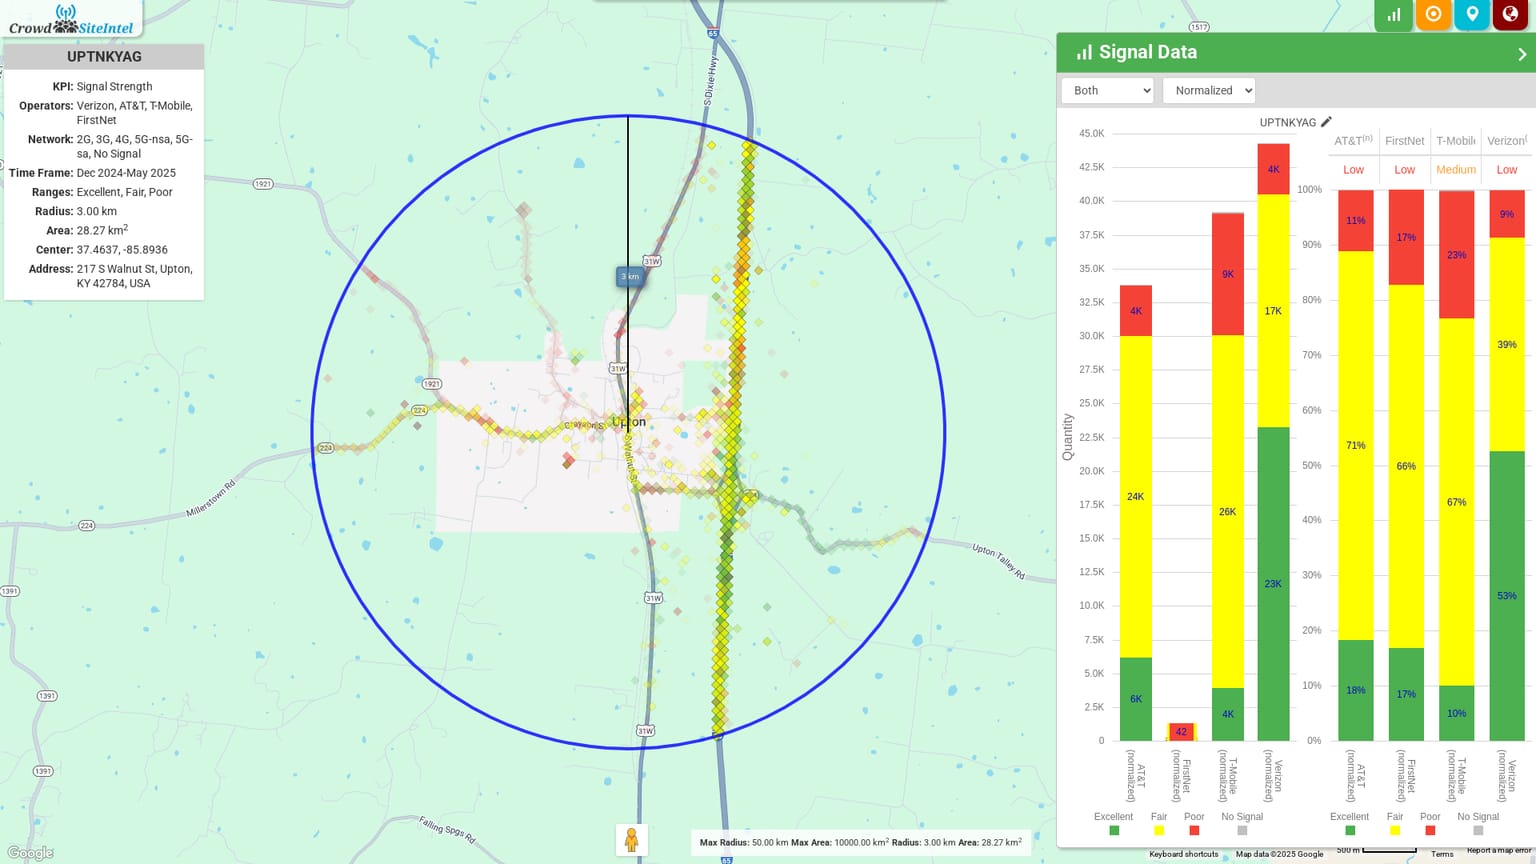 Crowd SiteIntel
UPTNKYAG
KPI: Signal Strength
Operators: Verizon, AT&T, T-Mobile,
FirstNet
Network: 2G, 3G, 4G, 5G-nsa, 5G-
sa, No Signal
Time Frame: Dec 2024-May 2025
Ranges: Excellent, Fair, Poor
Radius: 3.00 km
Area: 28.27 km²
Center: 37.4637, -85.8936
Address: 217 S Walnut St, Upton,
KY 42784, USA
65
1517
S Dixie Hwy
1921
31W
3 km
31W
1921
224
Upton
S Walnut St
224
Millerstown Rd
224
Upton Talley Rd
1391
31W
1391
31W
1391
Falling Spgs Rd
65
Google
Max Radius: 50.00 km Max Area: 10000.00 km² Radius: 3.00 km Area: 28.27 km²
Signal Data
Both
Normalized
UPTNKYAG
Quantity
45.0K
42.5K
40.0K
37.5K
35.0K
32.5K
30.0K
27.5K
25.0K
22.5K
20.0K
17.5K
15.0K
12.5K
10.0K
7.5K
5.0K
2.5K
0
4K
24K
6K
42
9K
26K
4K
4K
17K
23K
AT&T (normalized)
FirstNet (normalized)
T-Mobile (normalized)
Verizon (normalized)
Excellent Fair Poor No Signal
AT&T(n) FirstNet T-Mobile Verizon(
Low Low Medium Low
100%
90%
80%
70%
60%
50%
40%
30%
20%
10%
0%
11%
71%
18%
17%
66%
17%
23%
67%
10%
9%
39%
53%
AT&T (normalized)
FirstNet (normalized)
T-Mobile (normalized)
Verizon (normalized)
Excellent Fair Poor No Signal
Keyboard shortcuts Map data ©2025 Google 500 m Terms Report a map error